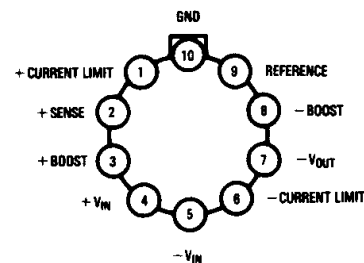 GND
10
+ CURRENT LIMIT
1
9
REFERENCE
+ SENSE
2
8
− BOOST
+ BOOST
3
7
− VOUT
+ VIN
4
5
6
− CURRENT LIMIT
− VIN